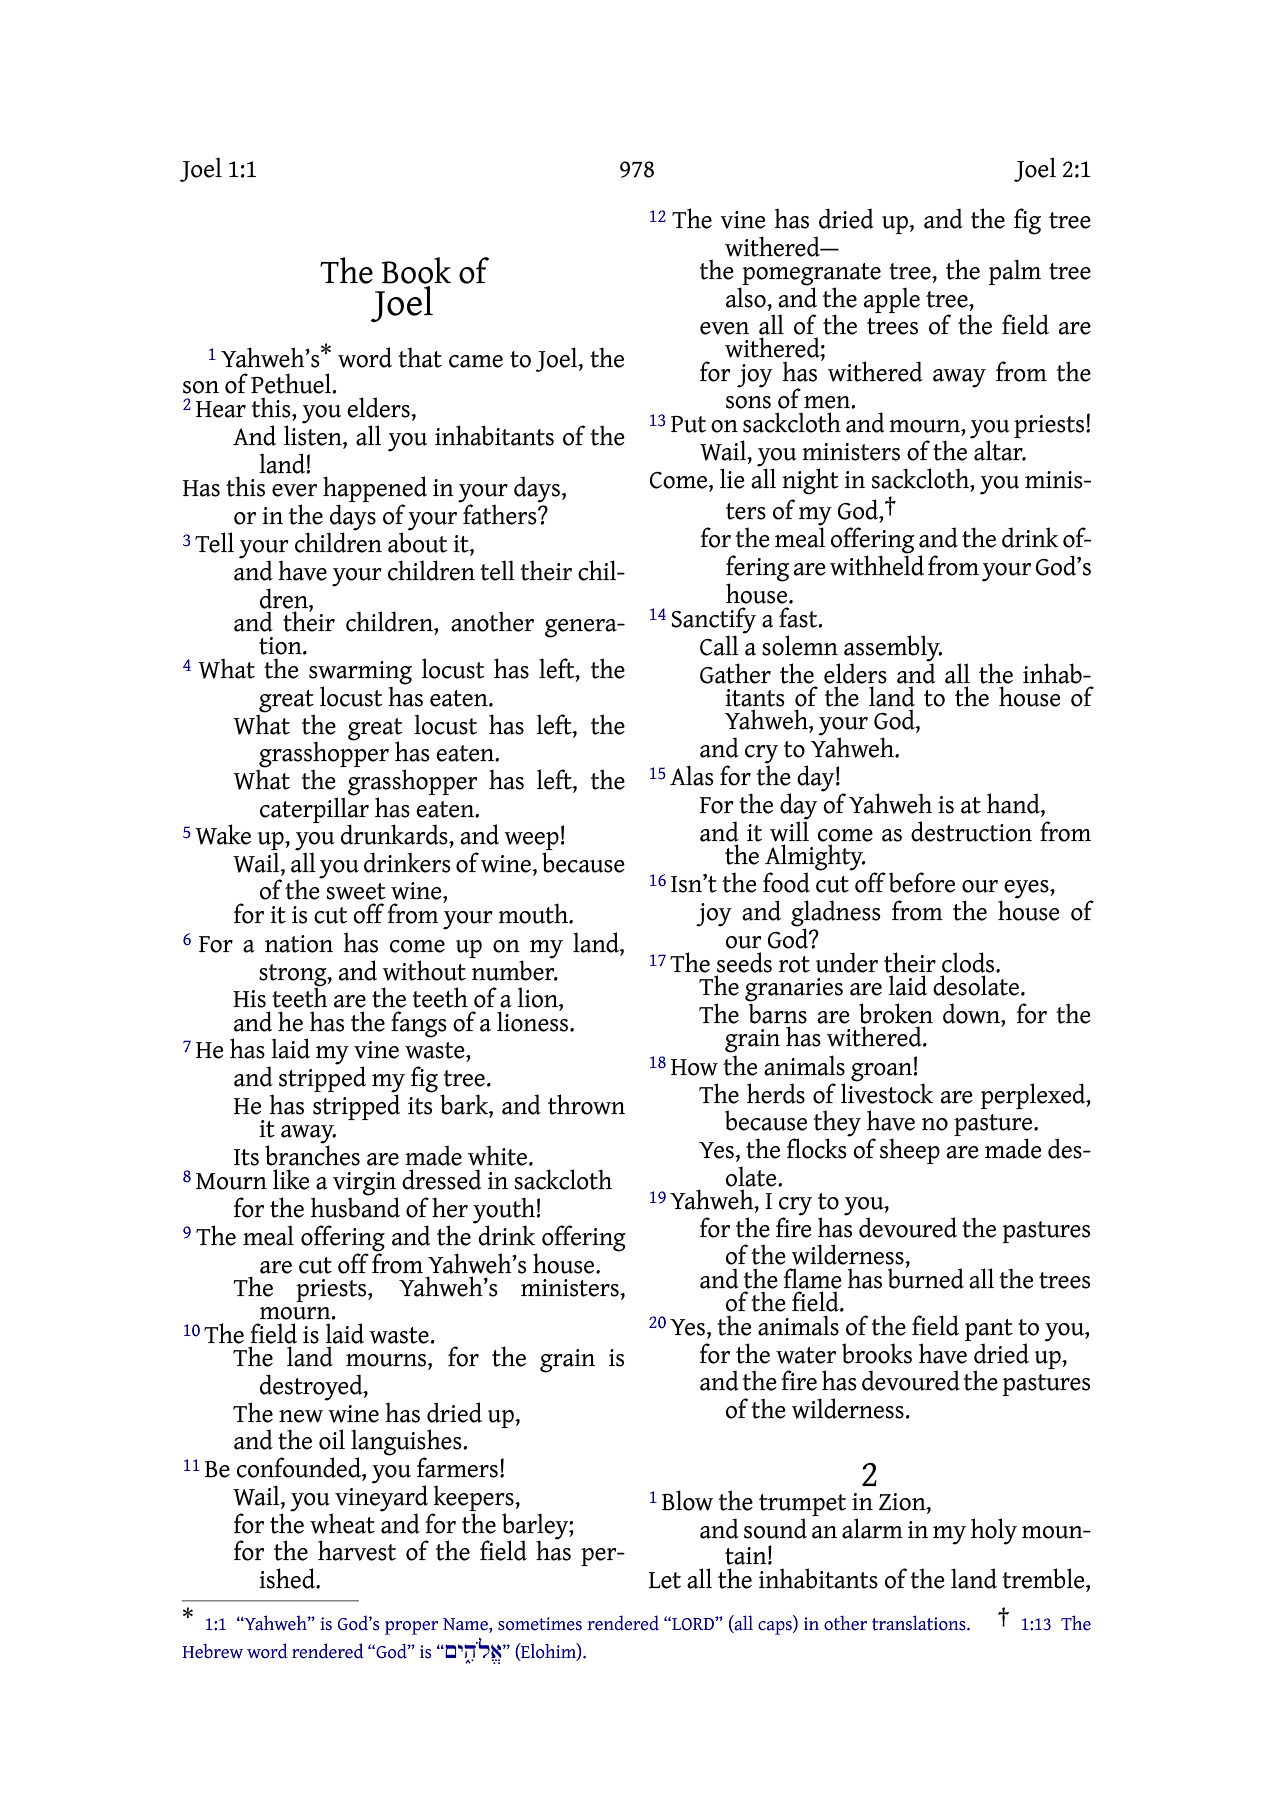 Joel 1:1
978
Joel 2:1
The Book of
Joel
1 Yahweh’s* word that came to Joel, the
son of Pethuel.
2 Hear this, you elders,
And listen, all you inhabitants of the
land!
Has this ever happened in your days,
or in the days of your fathers?
3 Tell your children about it,
and have your children tell their chil-
dren,
and their children, another genera-
tion.
4 What the swarming locust has left, the
great locust has eaten.
What the great locust has left, the
grasshopper has eaten.
What the grasshopper has left, the
caterpillar has eaten.
5 Wake up, you drunkards, and weep!
Wail, all you drinkers of wine, because
of the sweet wine,
for it is cut off from your mouth.
6 For a nation has come up on my land,
strong, and without number.
His teeth are the teeth of a lion,
and he has the fangs of a lioness.
7 He has laid my vine waste,
and stripped my fig tree.
He has stripped its bark, and thrown
it away.
Its branches are made white.
8 Mourn like a virgin dressed in sackcloth
for the husband of her youth!
9 The meal offering and the drink offering
are cut off from Yahweh’s house.
The priests, Yahweh’s ministers,
mourn.
10 The field is laid waste.
The land mourns, for the grain is
destroyed,
The new wine has dried up,
and the oil languishes.
11 Be confounded, you farmers!
Wail, you vineyard keepers,
for the wheat and for the barley;
for the harvest of the field has per-
ished.
12 The vine has dried up, and the fig tree
withered—
the pomegranate tree, the palm tree
also, and the apple tree,
even all of the trees of the field are
withered;
for joy has withered away from the
sons of men.
13 Put on sackcloth and mourn, you priests!
Wail, you ministers of the altar.
Come, lie all night in sackcloth, you minis-
ters of my God,†
for the meal offering and the drink of-
fering are withheld from your God’s
house.
14 Sanctify a fast.
Call a solemn assembly.
Gather the elders and all the inhab-
itants of the land to the house of
Yahweh, your God,
and cry to Yahweh.
15 Alas for the day!
For the day of Yahweh is at hand,
and it will come as destruction from
the Almighty.
16 Isn’t the food cut off before our eyes,
joy and gladness from the house of
our God?
17 The seeds rot under their clods.
The granaries are laid desolate.
The barns are broken down, for the
grain has withered.
18 How the animals groan!
The herds of livestock are perplexed,
because they have no pasture.
Yes, the flocks of sheep are made des-
olate.
19 Yahweh, I cry to you,
for the fire has devoured the pastures
of the wilderness,
and the flame has burned all the trees
of the field.
20 Yes, the animals of the field pant to you,
for the water brooks have dried up,
and the fire has devoured the pastures
of the wilderness.
2
1 Blow the trumpet in Zion,
and sound an alarm in my holy moun-
tain!
Let all the inhabitants of the land tremble,
* 1:1 “Yahweh” is God’s proper Name, sometimes rendered “LORD” (all caps) in other translations. † 1:13 The
Hebrew word rendered “God” is “אֱלֹהִ֑ים” (Elohim).